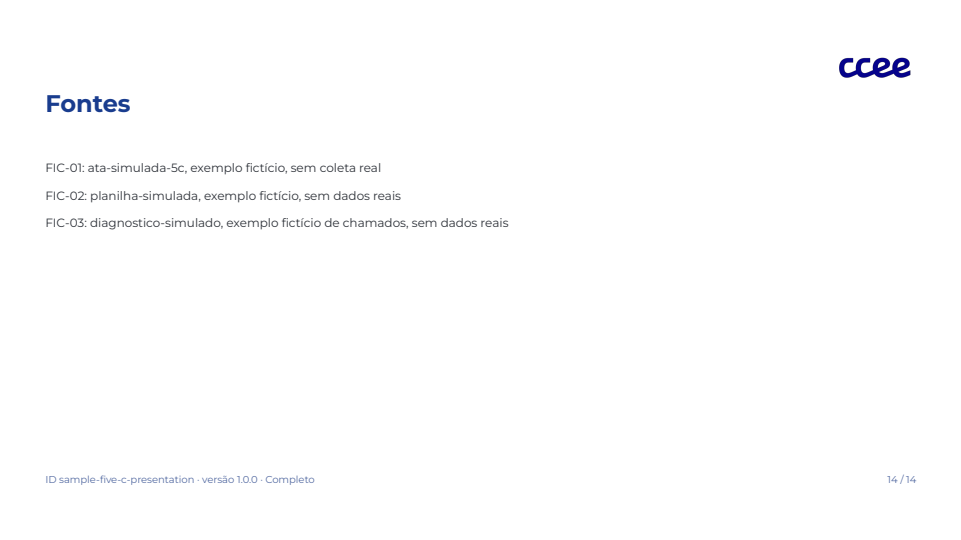 ccee
Fontes
FIC-01: ata-simulada-5c, exemplo fictício, sem coleta real
FIC-02: planilha-simulada, exemplo fictício, sem dados reais
FIC-03: diagnostico-simulado, exemplo fictício de chamados, sem dados reais
ID sample-five-c-presentation · versão 1.0.0 · Completo
14 / 14